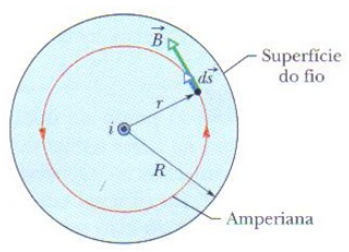 B
ds
Superfície
do fio
r
i
R
Amperiana